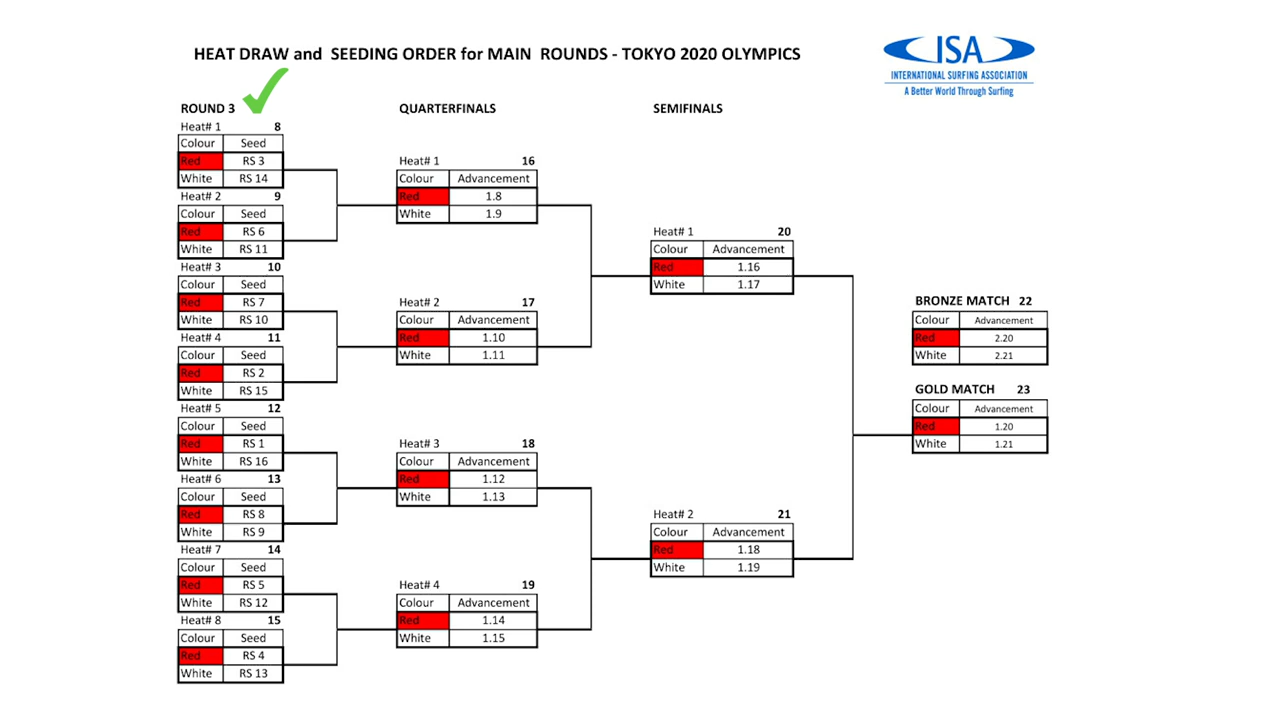 HEAT DRAW and SEEDING ORDER for MAIN ROUNDS - TOKYO 2020 OLYMPICS
ISA
INTERNATIONAL SURFING ASSOCIATION
A Better World Through Surfing
ROUND 3
Heat# 1 8
Colour Seed
Red RS 3
White RS 14
Heat# 2 9
Colour Seed
Red RS 6
White RS 11
Heat# 3 10
Colour Seed
Red RS 7
White RS 10
Heat# 4 11
Colour Seed
Red RS 2
White RS 15
Heat# 5 12
Colour Seed
Red RS 1
White RS 16
Heat# 6 13
Colour Seed
Red RS 8
White RS 9
Heat# 7 14
Colour Seed
Red RS 5
White RS 12
Heat# 8 15
Colour Seed
Red RS 4
White RS 13
QUARTERFINALS
Heat# 1 16
Colour Advancement
Red 1.8
White 1.9
Heat# 2 17
Colour Advancement
Red 1.10
White 1.11
Heat# 3 18
Colour Advancement
Red 1.12
White 1.13
Heat# 4 19
Colour Advancement
Red 1.14
White 1.15
SEMIFINALS
Heat# 1 20
Colour Advancement
Red 1.16
White 1.17
Heat# 2 21
Colour Advancement
Red 1.18
White 1.19
BRONZE MATCH 22
Colour Advancement
Red 2.20
White 2.21
GOLD MATCH 23
Colour Advancement
Red 1.20
White 1.21